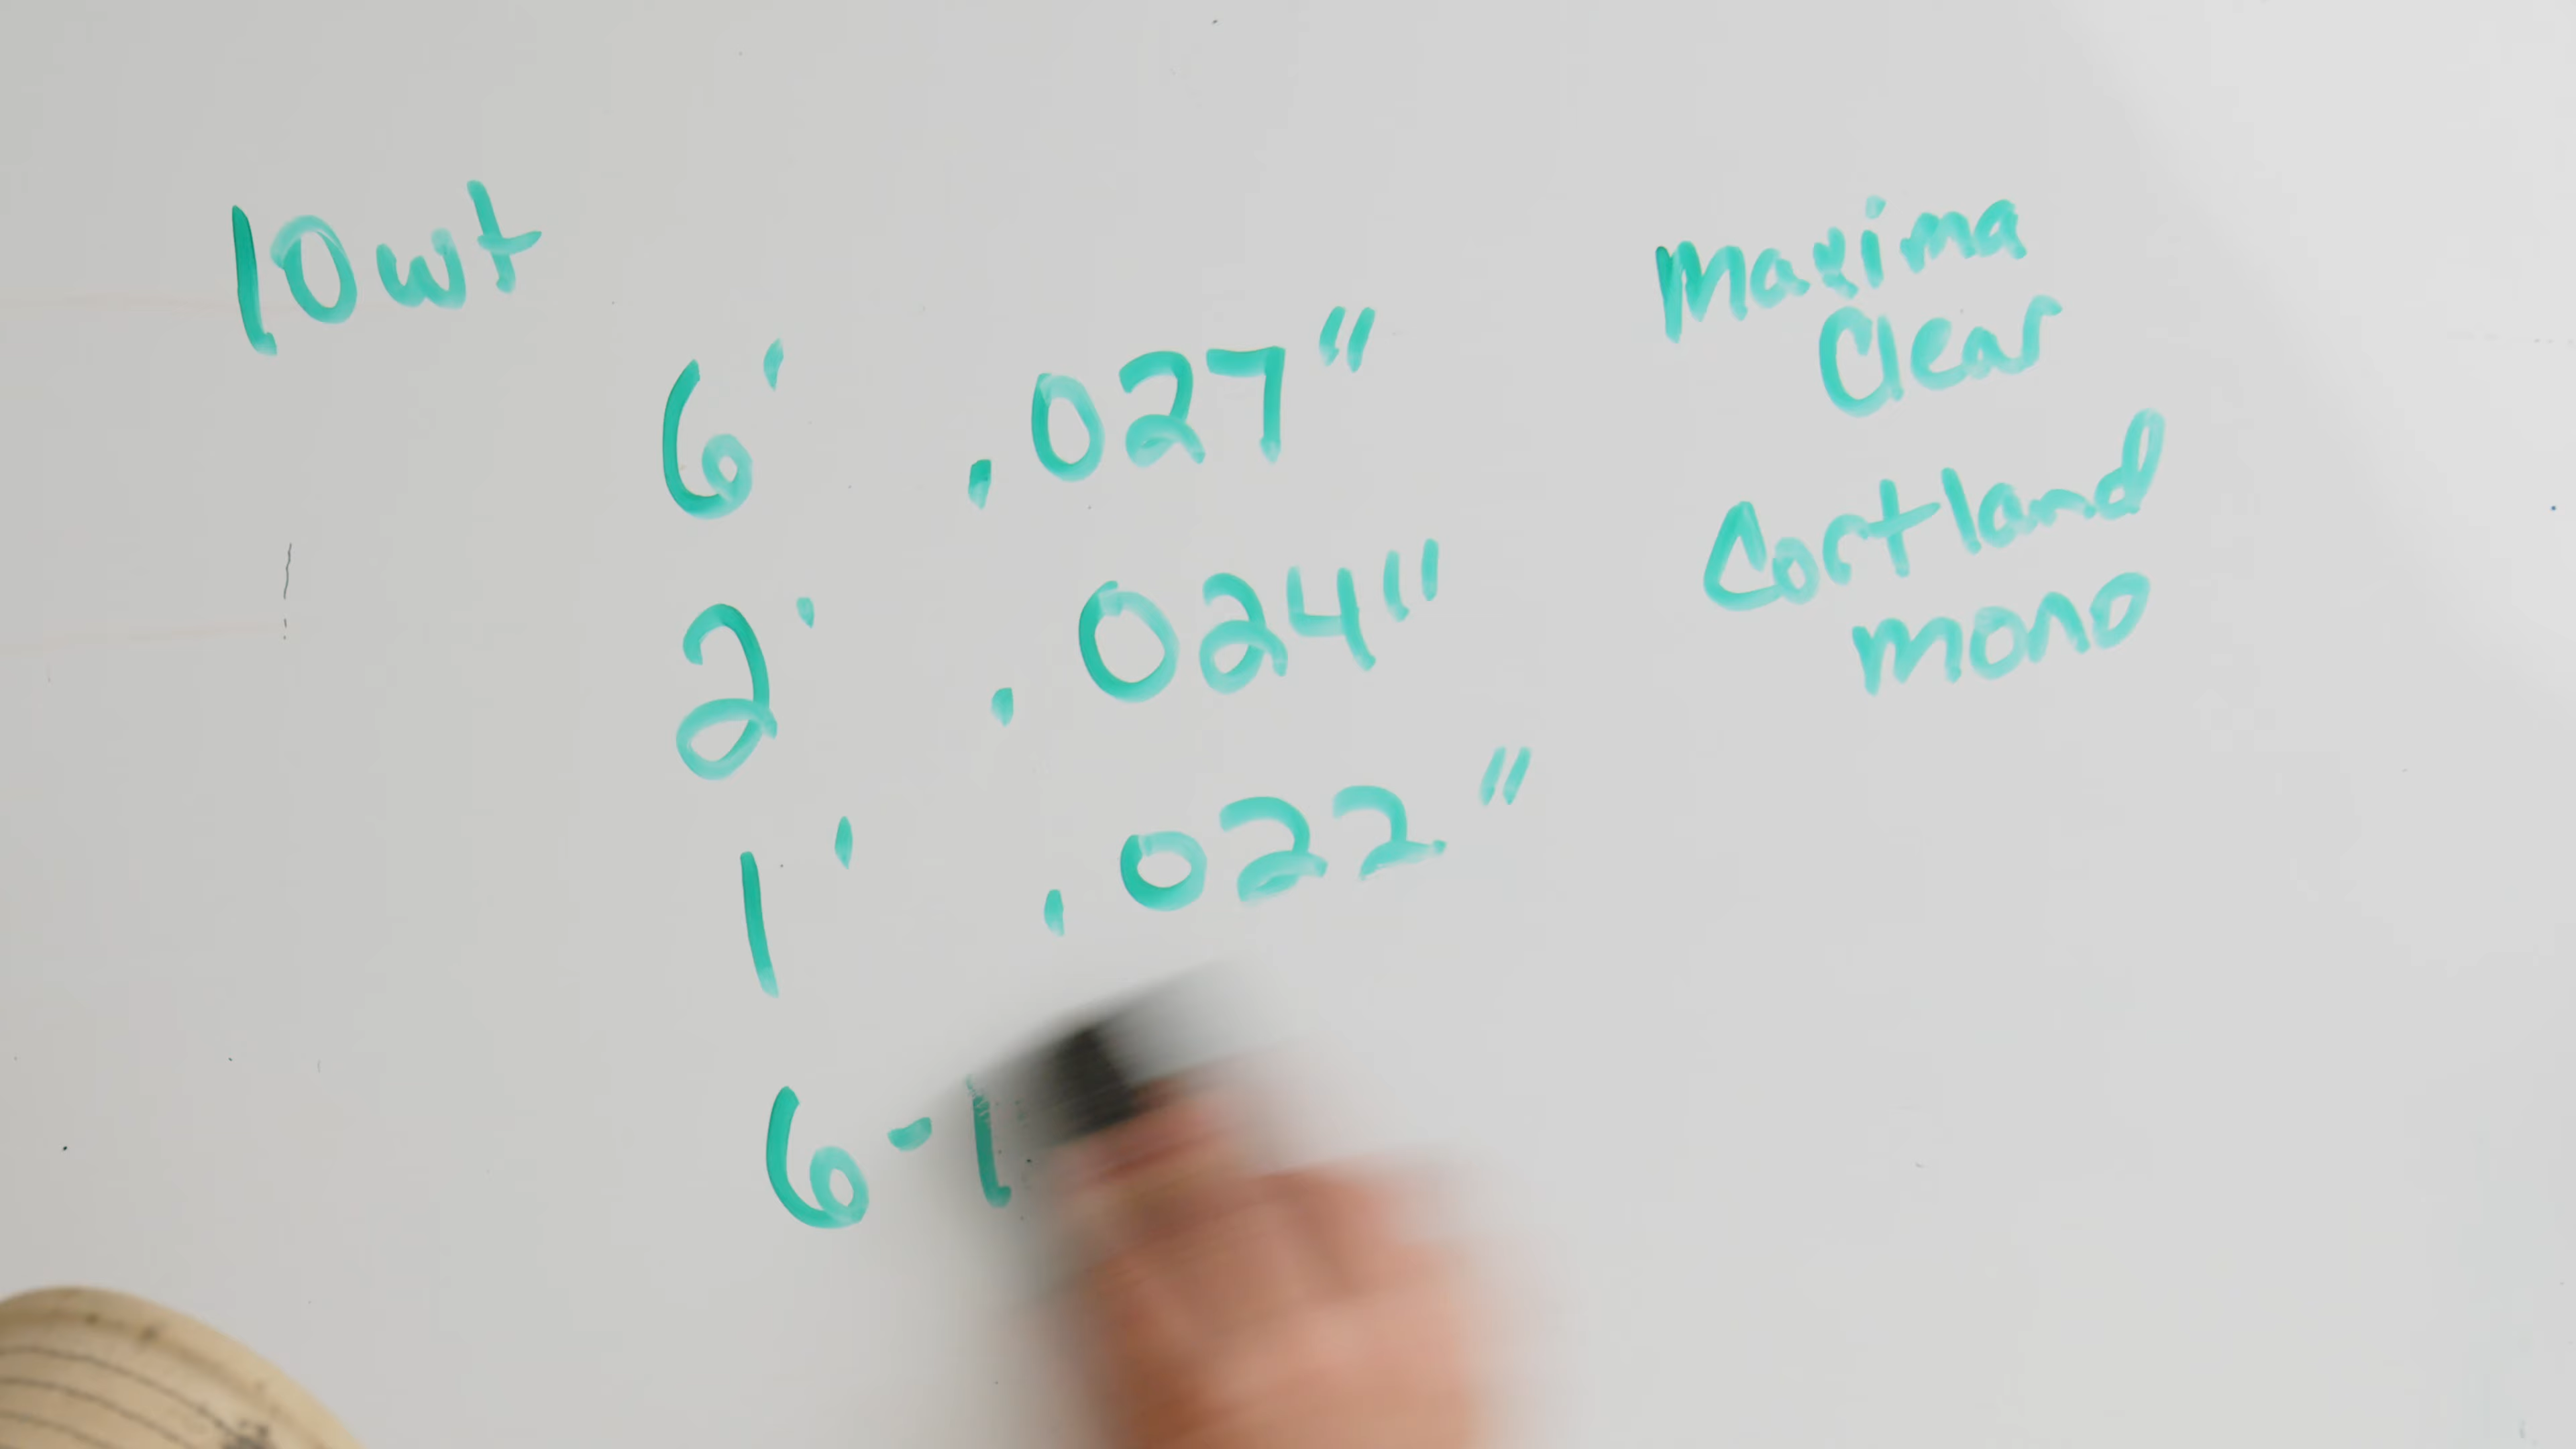 10wt
6' .027"
2' .024"
1' .022"
6-1
Maxima
Clear
Cortland
mono